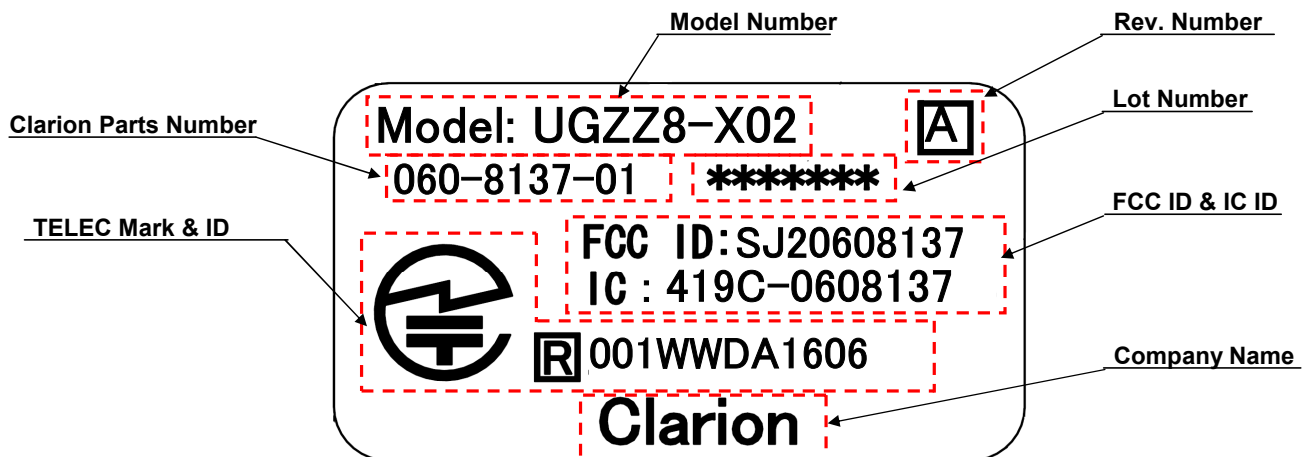 Model Number
Rev. Number
Lot Number
Clarion Parts Number
Model: UGZZ8-X02
A
060-8137-01 *******
FCC ID & IC ID
TELEC Mark & ID
FCC ID:SJ20608137
IC : 419C-0608137
R 001WWDA1606
Company Name
Clarion